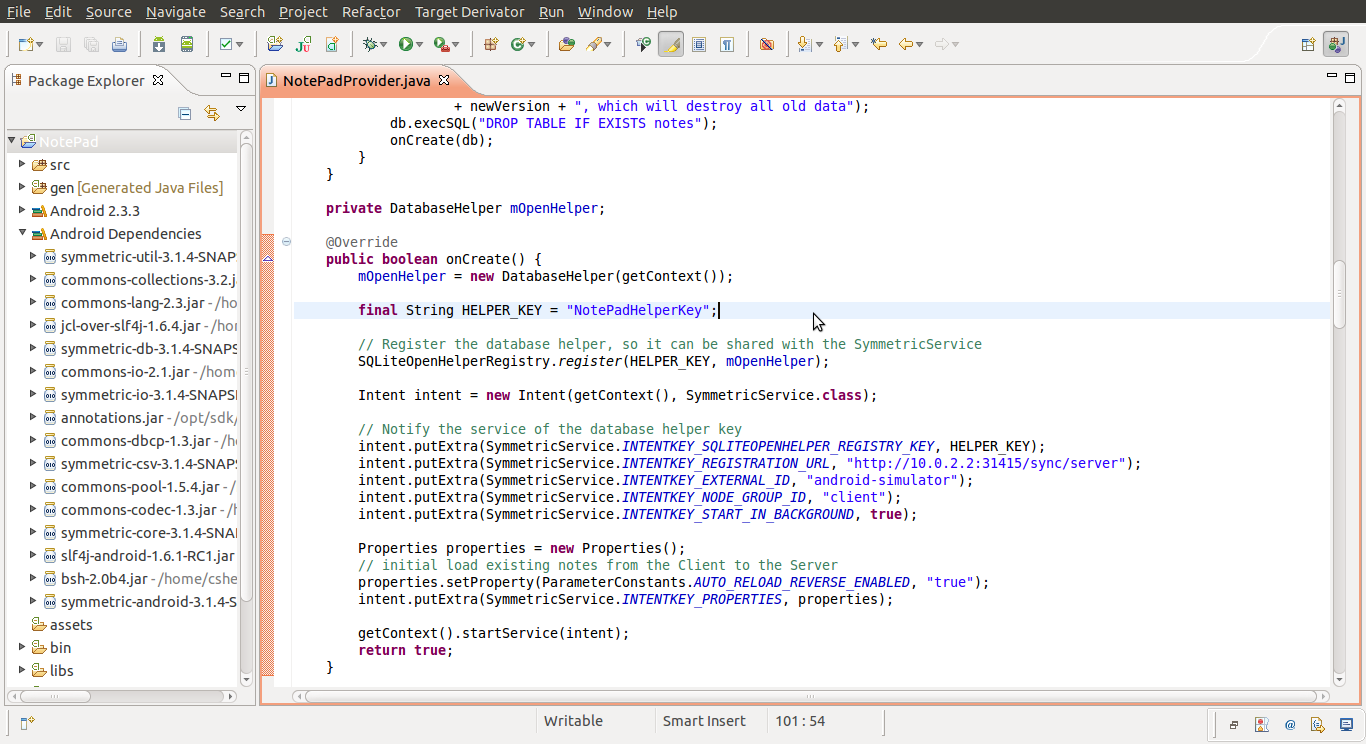 File Edit Source Navigate Search Project Refactor Target Derivator Run Window Help
Package Explorer
NotePadProvider.java
NotePad
src
gen [Generated Java Files]
Android 2.3.3
Android Dependencies
symmetric-util-3.1.4-SNAP
commons-collections-3.2.j
commons-lang-2.3.jar - /ho
jcl-over-slf4j-1.6.4.jar - /hor
symmetric-db-3.1.4-SNAPS
commons-io-2.1.jar - /hom
symmetric-io-3.1.4-SNAPS
annotations.jar - /opt/sdk/
commons-dbcp-1.3.jar - /h
symmetric-csv-3.1.4-SNAP
commons-pool-1.5.4.jar - /
commons-codec-1.3.jar - /h
symmetric-core-3.1.4-SNAI
slf4j-android-1.6.1-RC1.jar
bsh-2.0b4.jar - /home/cshe
symmetric-android-3.1.4-S
assets
bin
libs
+ newVersion + ", which will destroy all old data");
db.execSQL("DROP TABLE IF EXISTS notes");
onCreate(db);
}
}
private DatabaseHelper mOpenHelper;
@Override
public boolean onCreate() {
mOpenHelper = new DatabaseHelper(getContext());
final String HELPER_KEY = "NotePadHelperKey";
// Register the database helper, so it can be shared with the SymmetricService
SQLiteOpenHelperRegistry.register(HELPER_KEY, mOpenHelper);
Intent intent = new Intent(getContext(), SymmetricService.class);
// Notify the service of the database helper key
intent.putExtra(SymmetricService.INTENTKEY_SQLITEOPENHELPER_REGISTRY_KEY, HELPER_KEY);
intent.putExtra(SymmetricService.INTENTKEY_REGISTRATION_URL, "http://10.0.2.2:31415/sync/server");
intent.putExtra(SymmetricService.INTENTKEY_EXTERNAL_ID, "android-simulator");
intent.putExtra(SymmetricService.INTENTKEY_NODE_GROUP_ID, "client");
intent.putExtra(SymmetricService.INTENTKEY_START_IN_BACKGROUND, true);
Properties properties = new Properties();
// initial load existing notes from the Client to the Server
properties.setProperty(ParameterConstants.AUTO_RELOAD_REVERSE_ENABLED, "true");
intent.putExtra(SymmetricService.INTENTKEY_PROPERTIES, properties);
getContext().startService(intent);
return true;
}
Writable Smart Insert 101 : 54